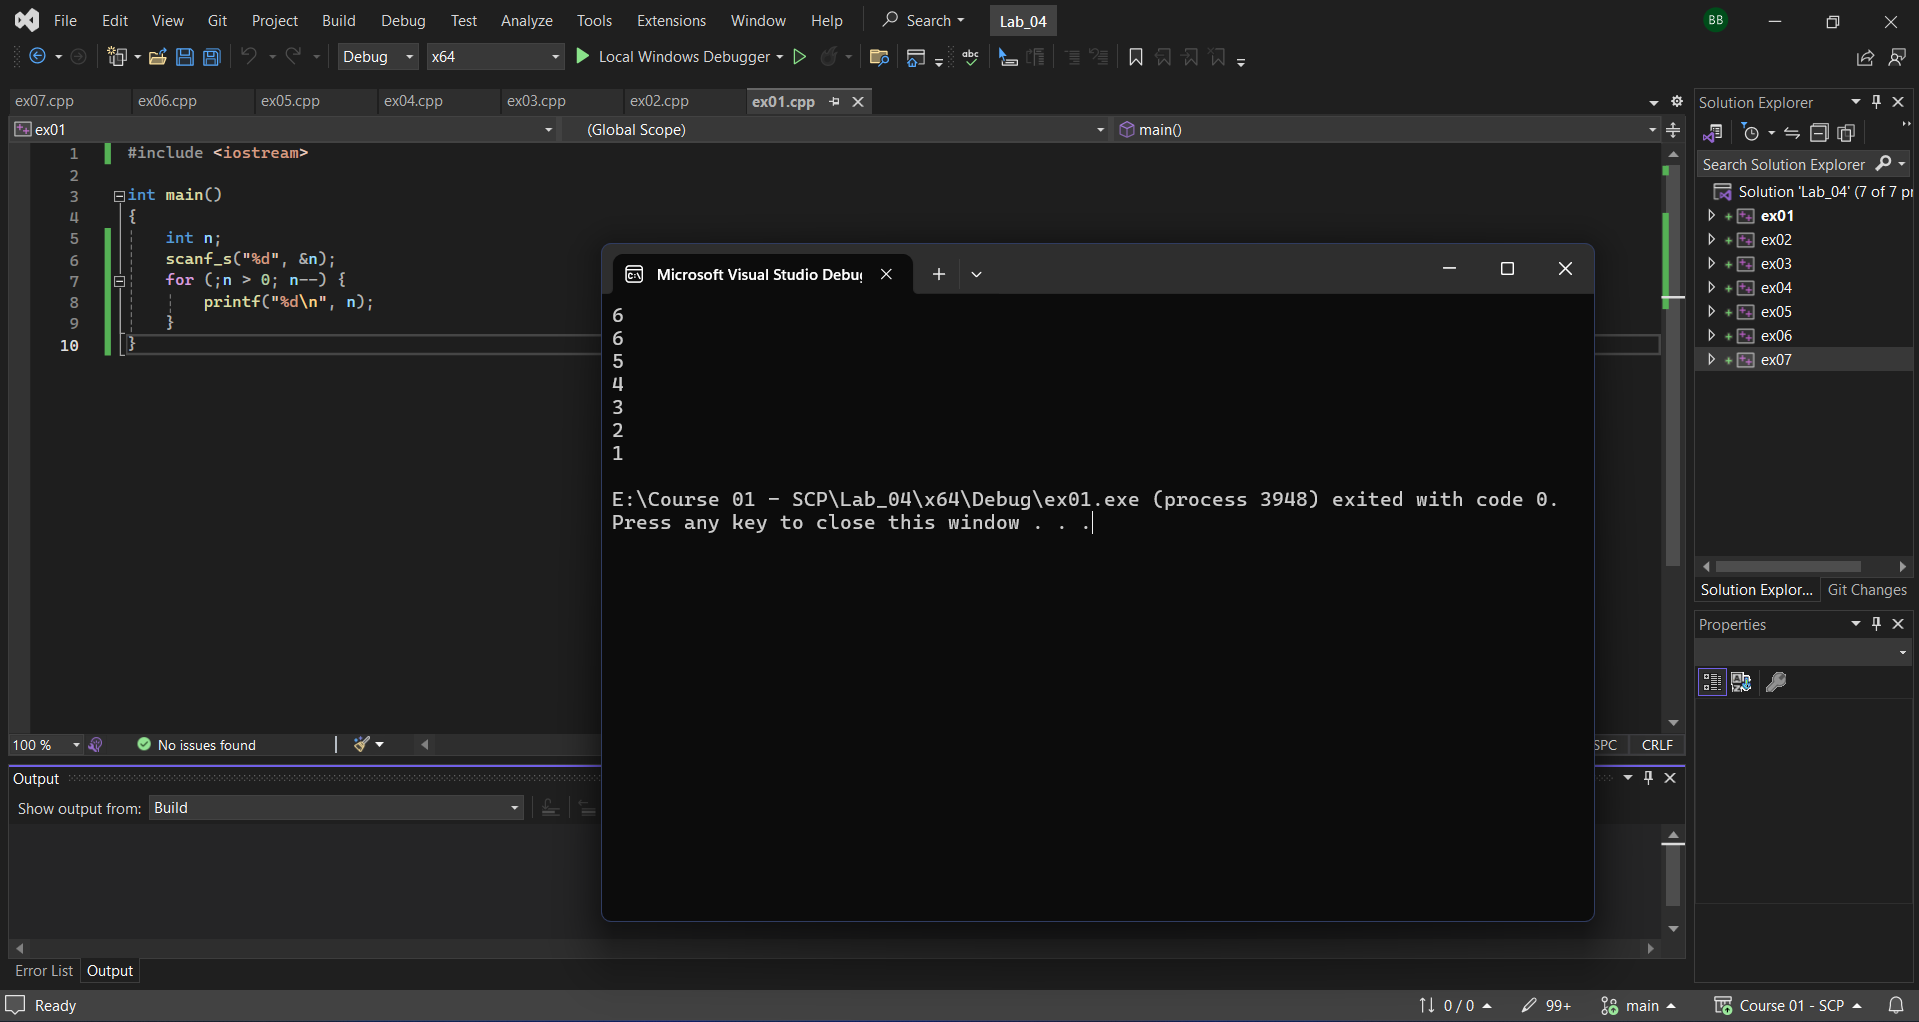 File Edit View Git Project Build Debug Test Analyze Tools Extensions Window Help Search Lab_04 BB
Debug x64 Local Windows Debugger abc
ex07.cpp ex06.cpp ex05.cpp ex04.cpp ex03.cpp ex02.cpp ex01.cpp
ex01 (Global Scope) main()
1 #include <iostream>
2
3 int main()
4 {
5 int n;
6 scanf_s("%d", &n);
7 for (;n > 0; n--) {
8 printf("%d\n", n);
9 }
10 }
100 % No issues found SPC CRLF
Output
Show output from: Build
Error List Output
Microsoft Visual Studio Debu
6
6
5
4
3
2
1
E:\Course 01 - SCP\Lab_04\x64\Debug\ex01.exe (process 3948) exited with code 0.
Press any key to close this window . . .
Solution Explorer
Search Solution Explorer
Solution 'Lab_04' (7 of 7 pr
ex01
ex02
ex03
ex04
ex05
ex06
ex07
Solution Explor... Git Changes
Properties
Ready 0 / 0 99+ main Course 01 - SCP